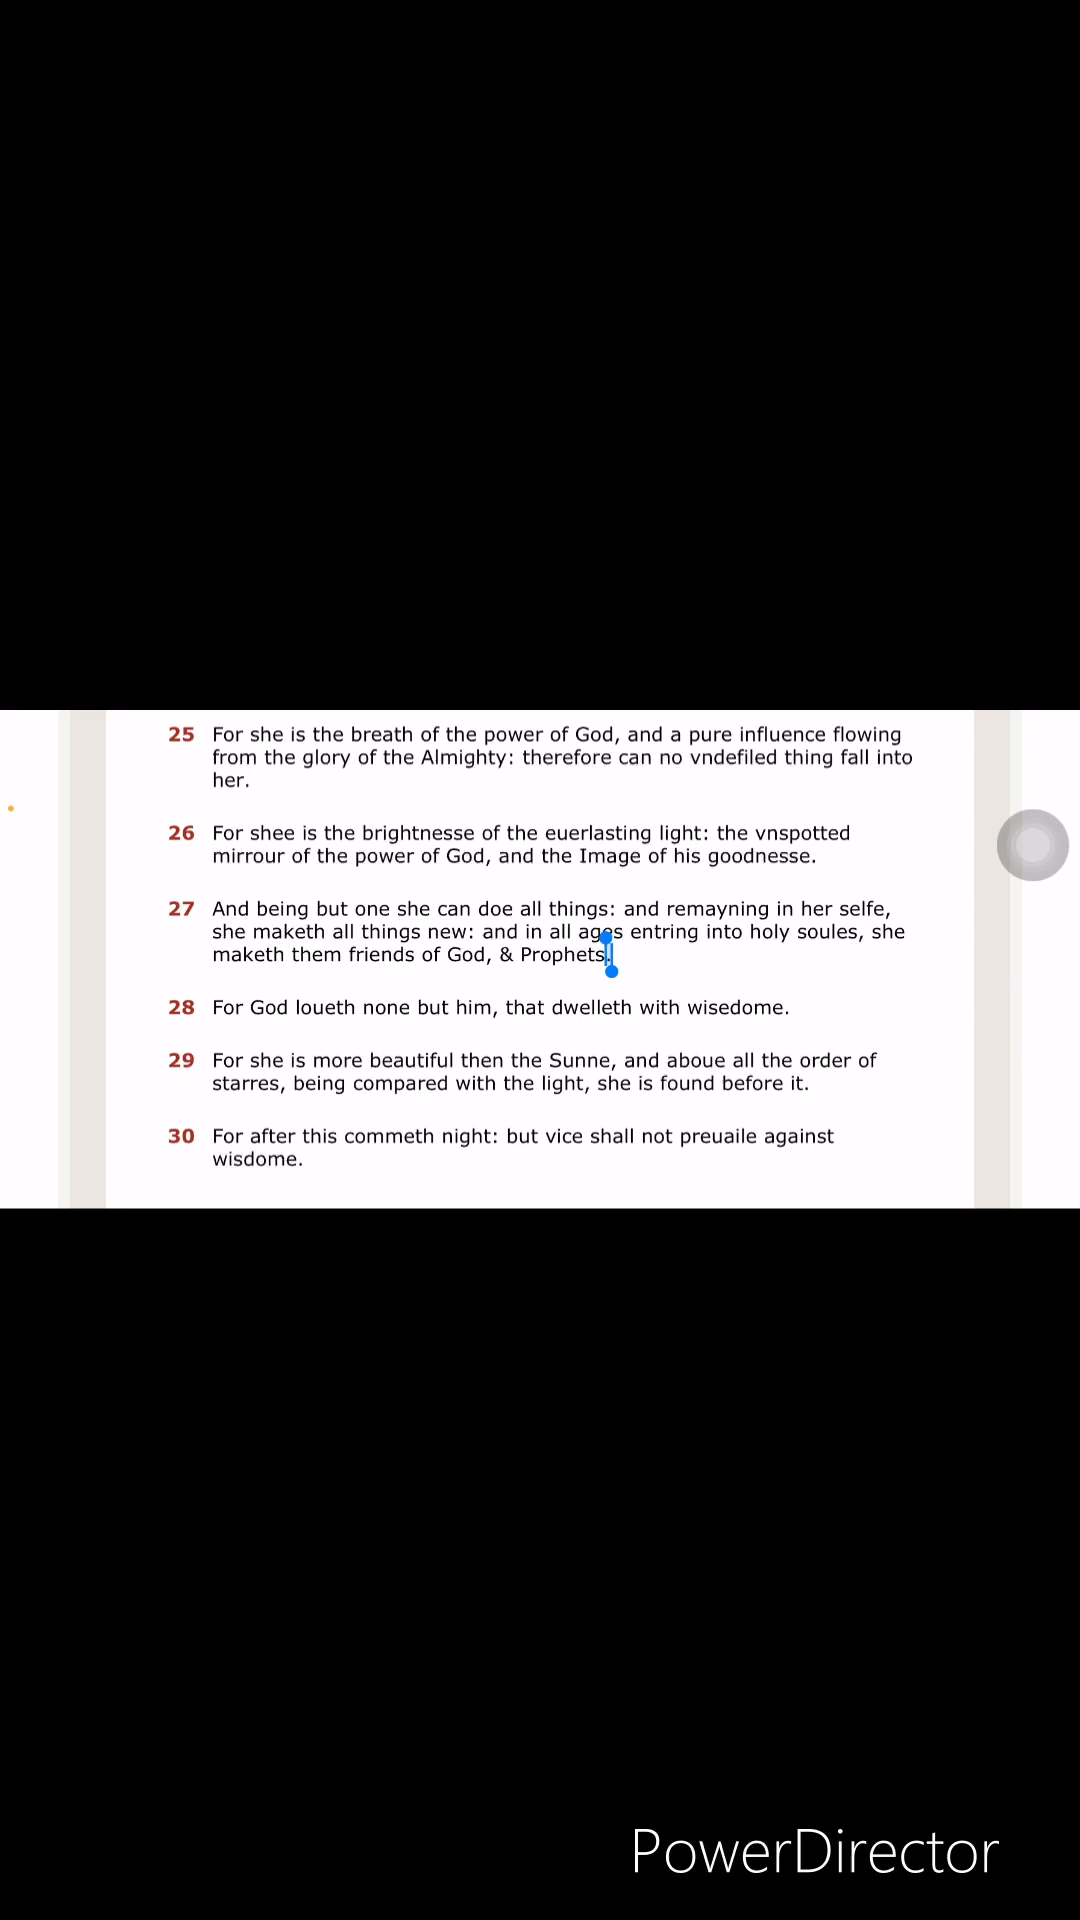 25 For she is the breath of the power of God, and a pure influence flowing
from the glory of the Almighty: therefore can no vndefiled thing fall into
her.
26 For shee is the brightnesse of the euerlasting light: the vnspotted
mirrour of the power of God, and the Image of his goodnesse.
27 And being but one she can doe all things: and remayning in her selfe,
she maketh all things new: and in all ages entring into holy soules, she
maketh them friends of God, & Prophets.
28 For God loueth none but him, that dwelleth with wisedome.
29 For she is more beautiful then the Sunne, and aboue all the order of
starres, being compared with the light, she is found before it.
30 For after this commeth night: but vice shall not preuaile against
wisdome.
PowerDirector